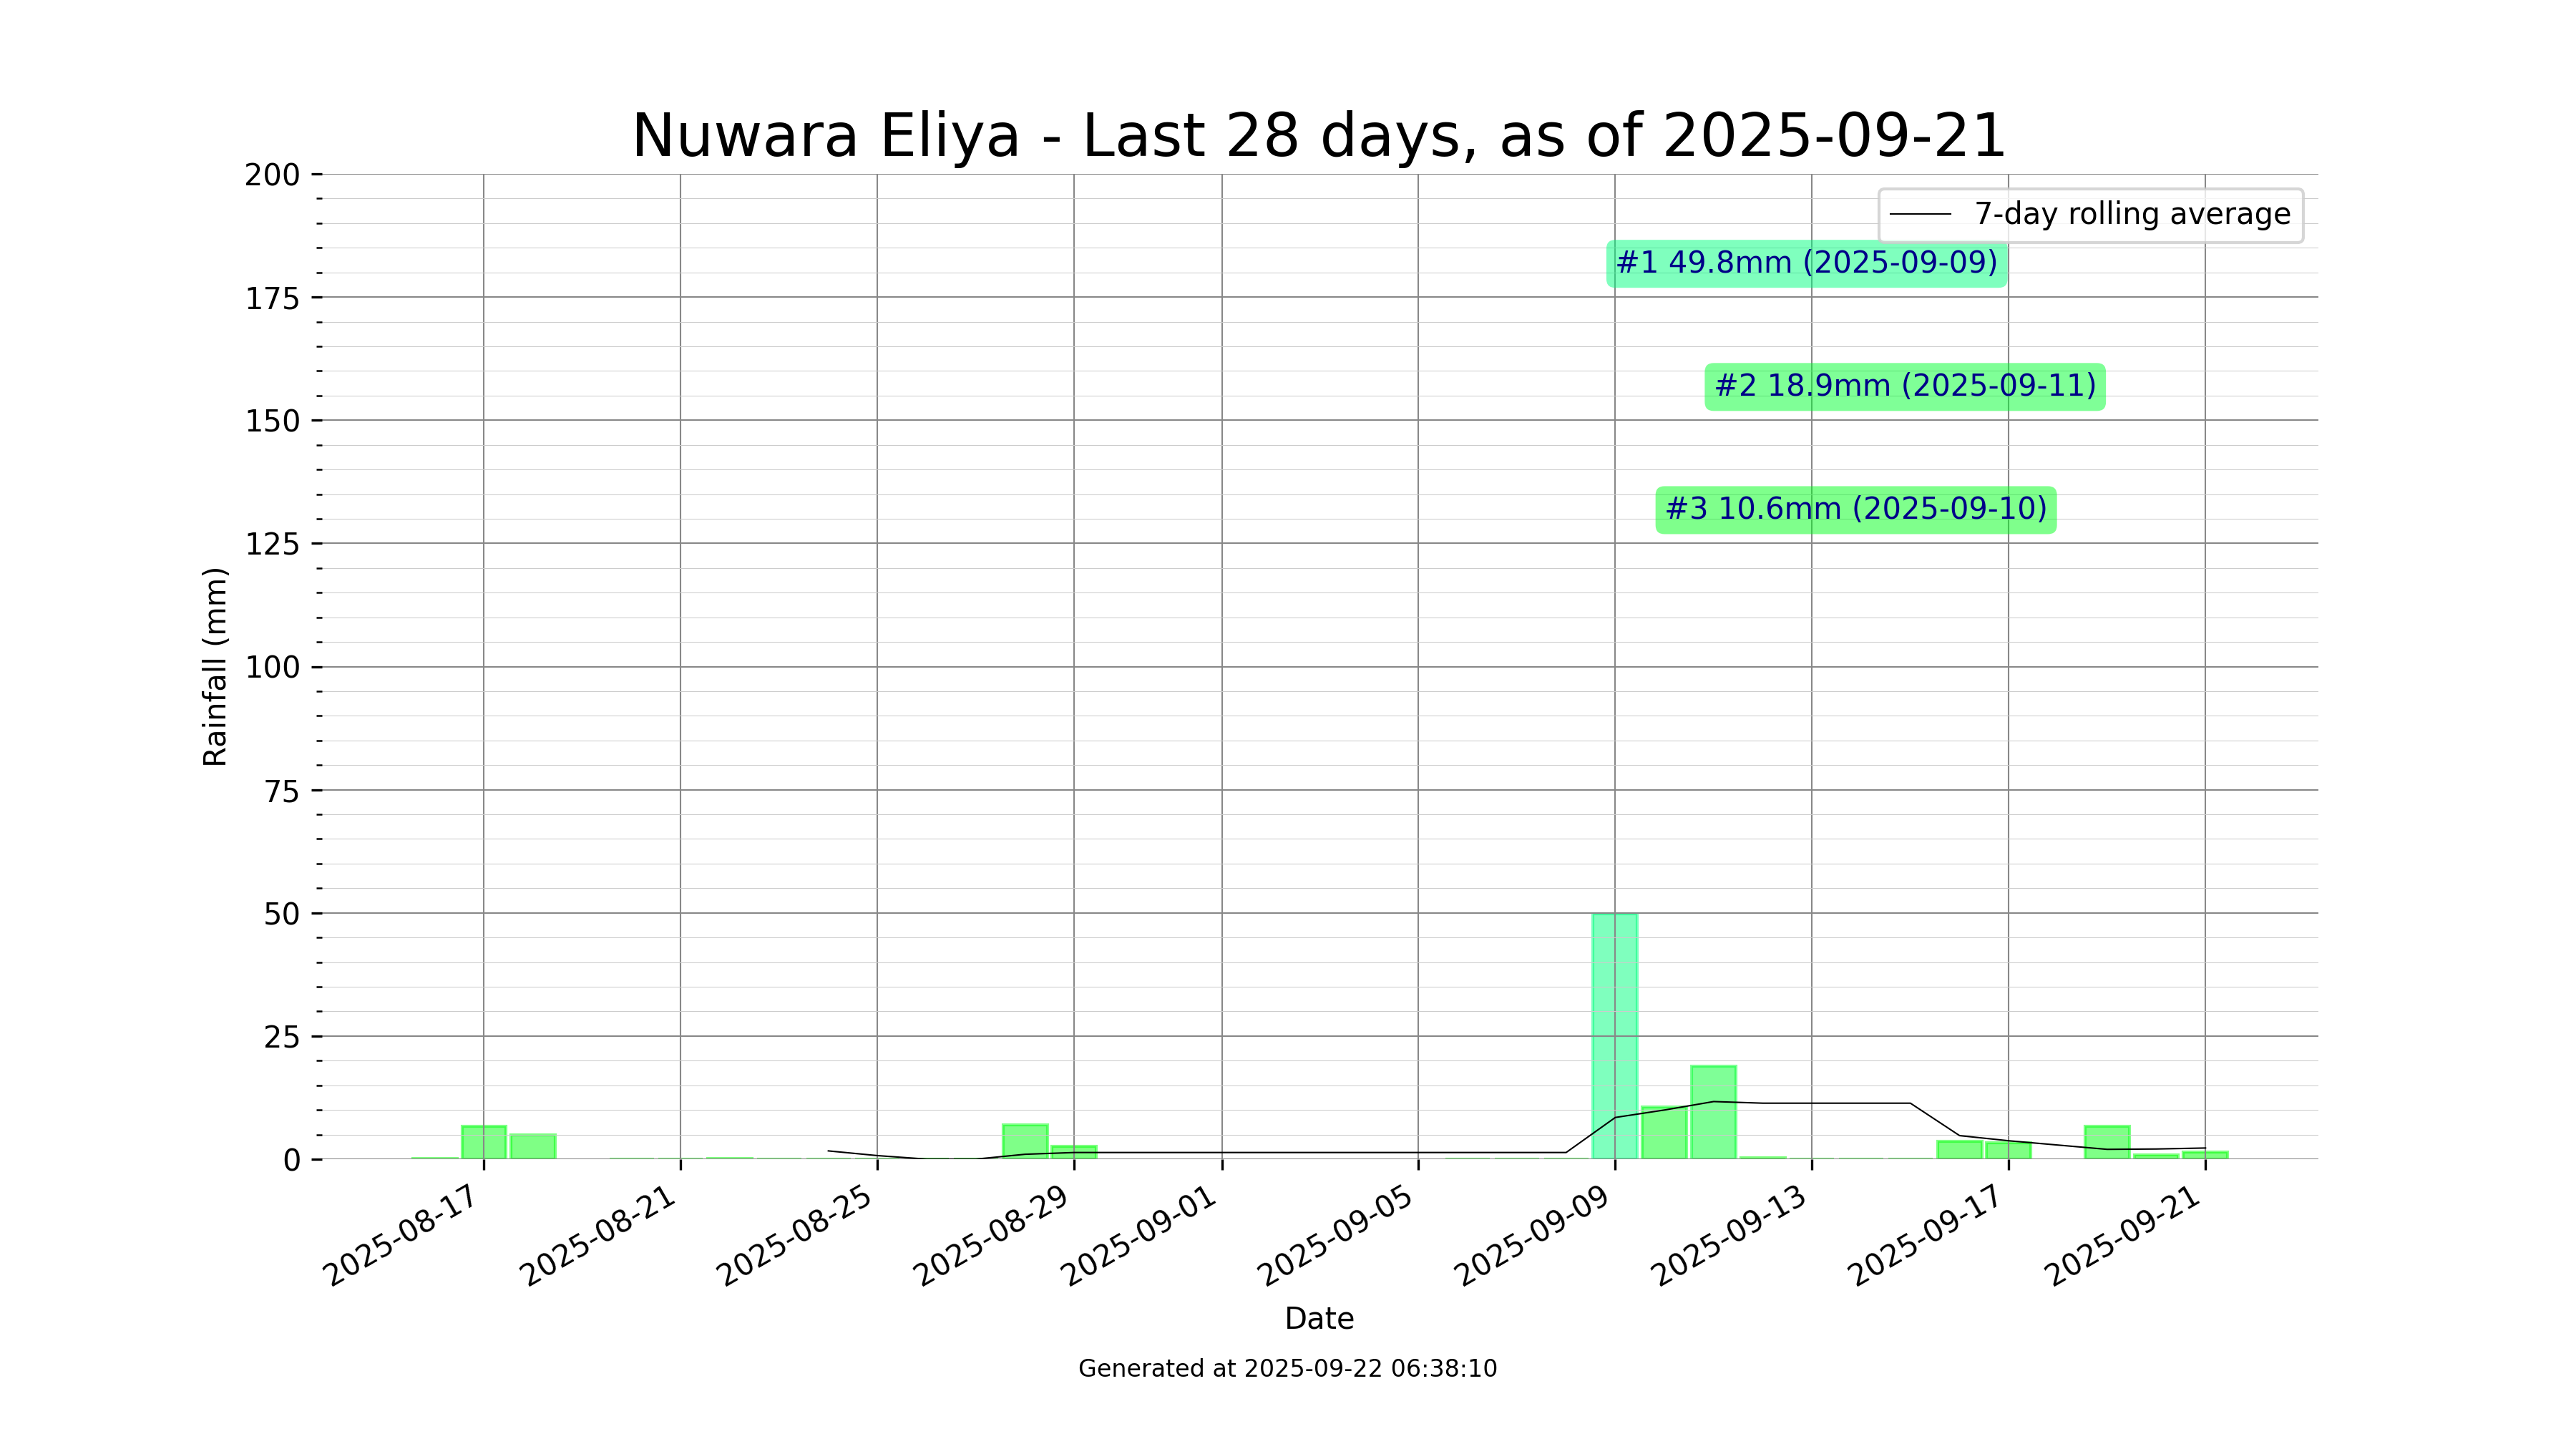 Nuwara Eliya - Last 28 days, as of 2025-09-21
200
175
150
125
100
75
50
25
0
Rainfall (mm)
7-day rolling average
#1 49.8mm (2025-09-09)
#2 18.9mm (2025-09-11)
#3 10.6mm (2025-09-10)
2025-08-17
2025-08-21
2025-08-25
2025-08-29
2025-09-01
2025-09-05
2025-09-09
2025-09-13
2025-09-17
2025-09-21
Date
Generated at 2025-09-22 06:38:10